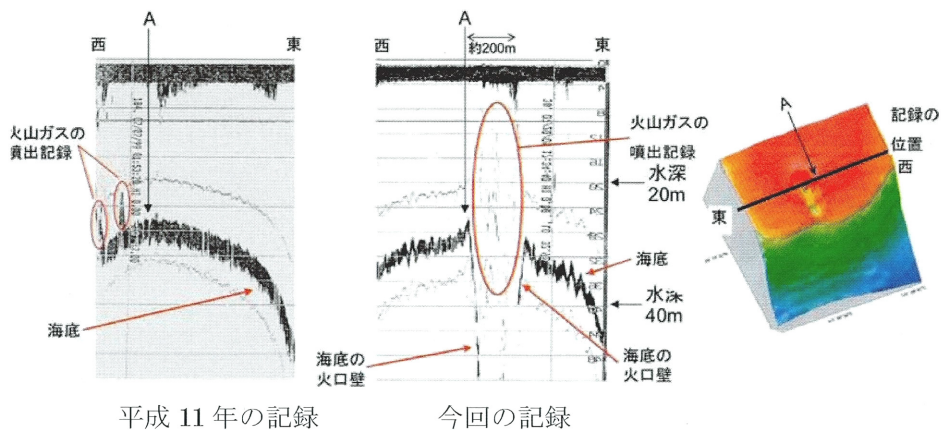 A
西
東
火山ガスの
噴出記録
海底
平成 11 年の記録
A
西
約200m
東
火山ガスの
噴出記録
水深
20m
海底
水深
40m
海底の
火口壁
海底の
火口壁
今回の記録
A
記録の
位置
西
東